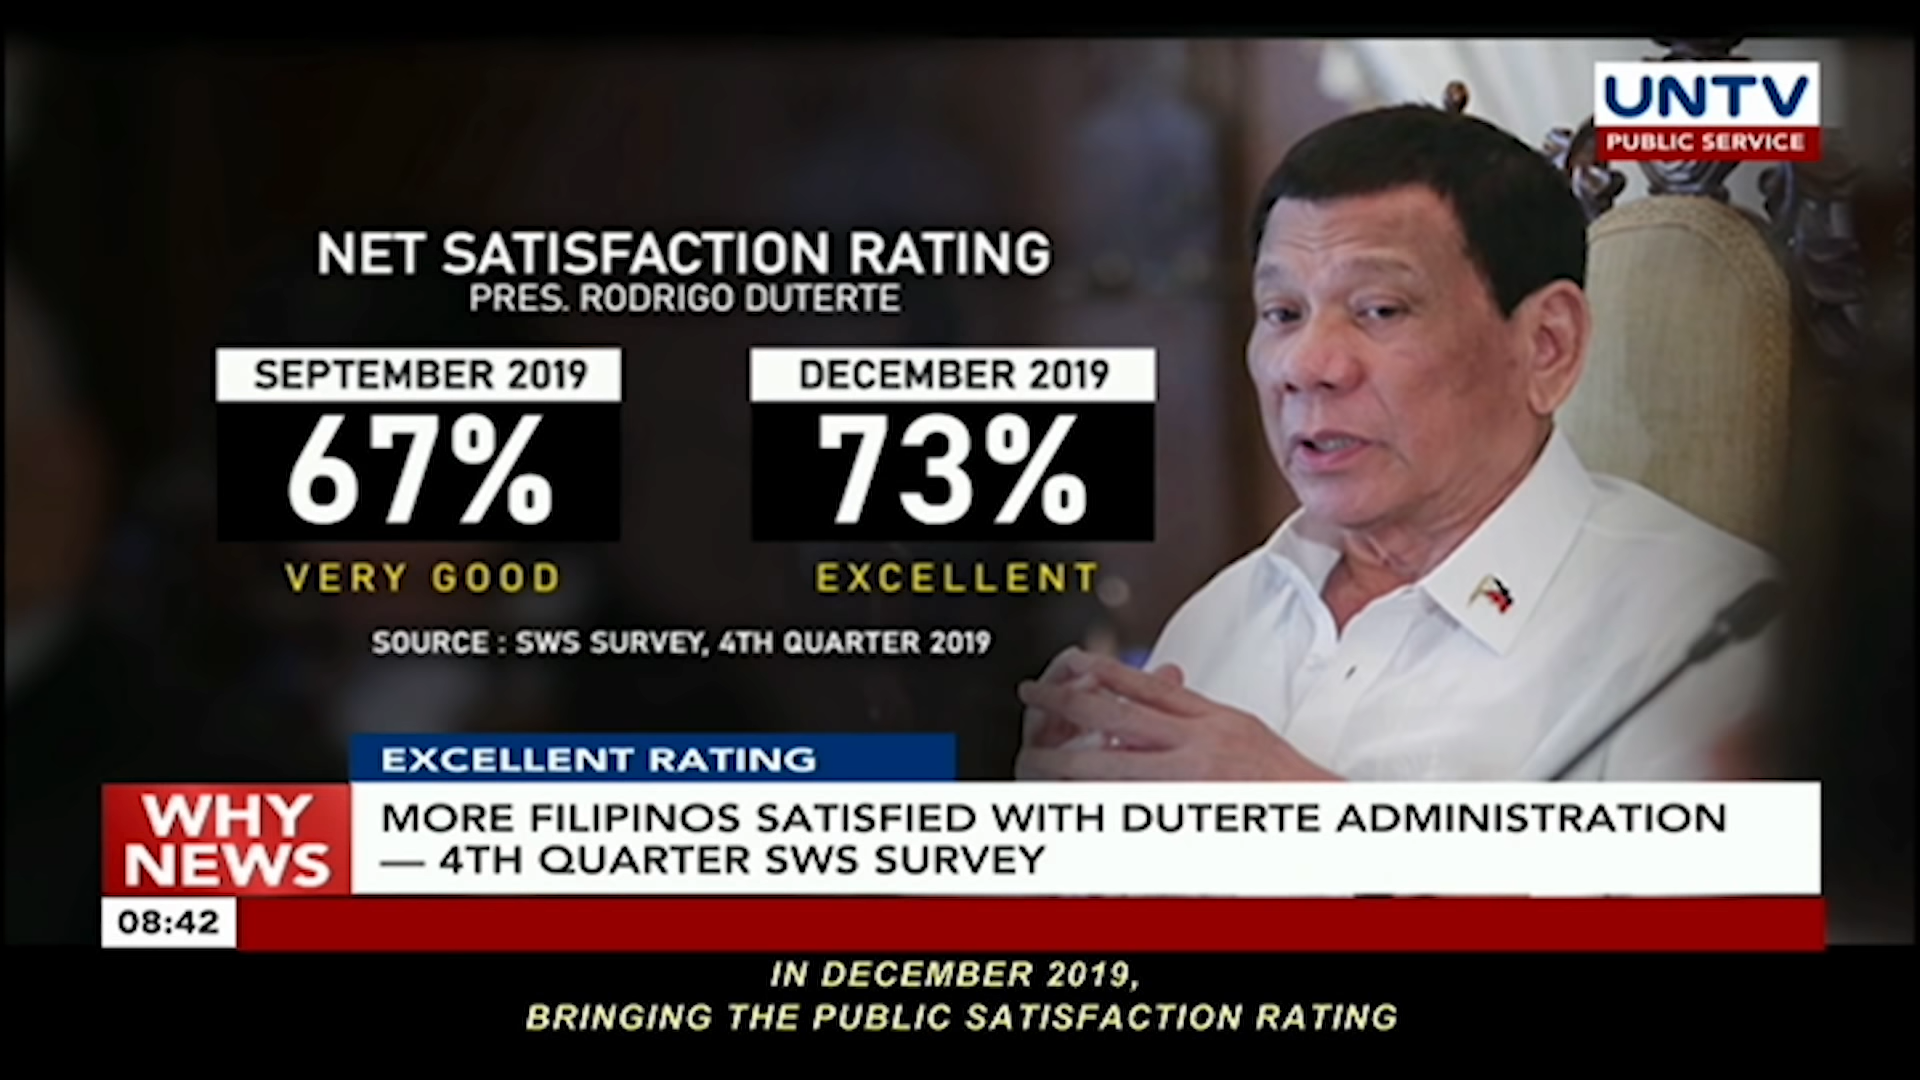 UNTV
PUBLIC SERVICE
NET SATISFACTION RATING
PRES. RODRIGO DUTERTE
SEPTEMBER 2019
67%
VERY GOOD
DECEMBER 2019
73%
EXCELLENT
SOURCE : SWS SURVEY, 4TH QUARTER 2019
EXCELLENT RATING
WHY
NEWS
MORE FILIPINOS SATISFIED WITH DUTERTE ADMINISTRATION
— 4TH QUARTER SWS SURVEY
08:42
IN DECEMBER 2019,
BRINGING THE PUBLIC SATISFACTION RATING